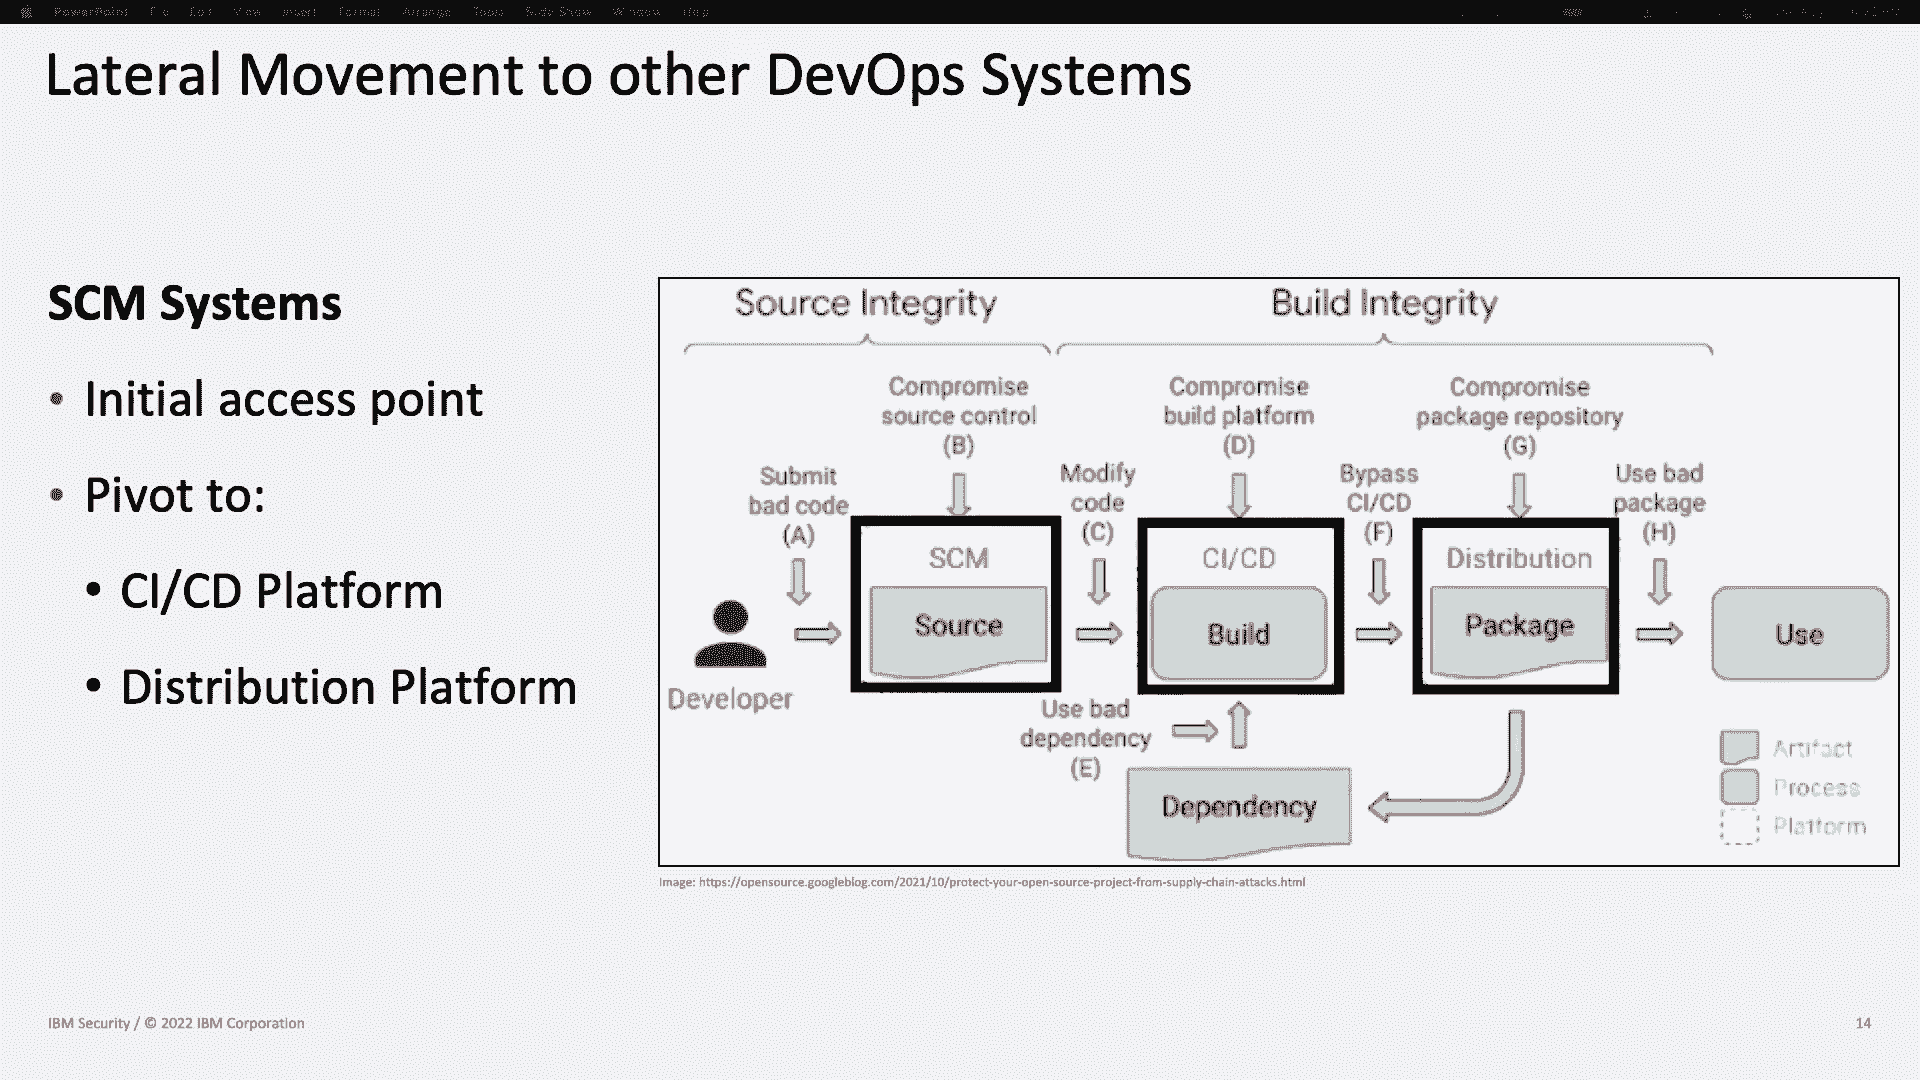 PowerPoint File Edit View Insert Format Arrange Tools Slide Show Window Help
Lateral Movement to other DevOps Systems
SCM Systems
• Initial access point
• Pivot to:
• CI/CD Platform
• Distribution Platform
Source Integrity
Build Integrity
Compromise
source control
(B)
Compromise
build platform
(D)
Compromise
package repository
(G)
Submit
bad code
(A)
Modify
code
(C)
Bypass
CI/CD
(F)
Use bad
package
(H)
SCM
Source
CI/CD
Build
Distribution
Package
Use
Developer
Use bad
dependency
(E)
Dependency
Artifact
Process
Platform
Image: https://opensource.googleblog.com/2021/10/protect-your-open-source-project-from-supply-chain-attacks.html
IBM Security / © 2022 IBM Corporation
14